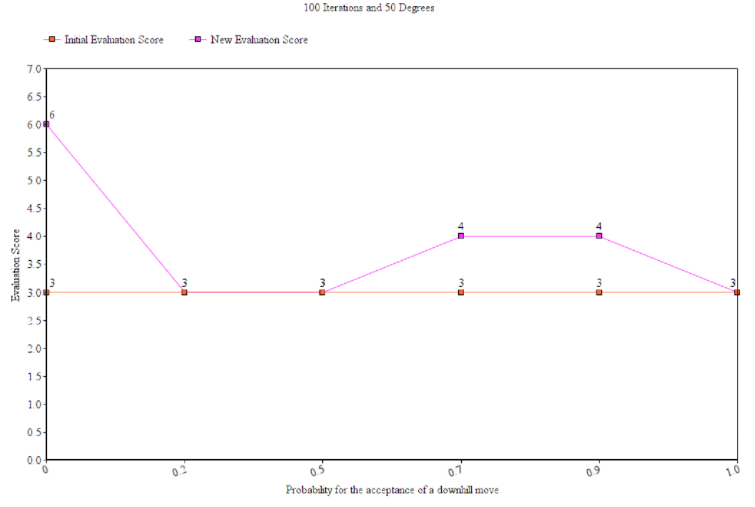 100 Iterations and 50 Degrees
Initial Evaluation Score
New Evaluation Score
7.0
6.5
6
6.0
5.5
5.0
4.5
4 4
4.0
3.5
3 3 3 3 3 3
3.0
2.5
2.0
1.5
1.0
0.5
0.0
Evaluation Score
0 0.2 0.5 0.7 0.9 1.0
Probability for the acceptance of a downhill move